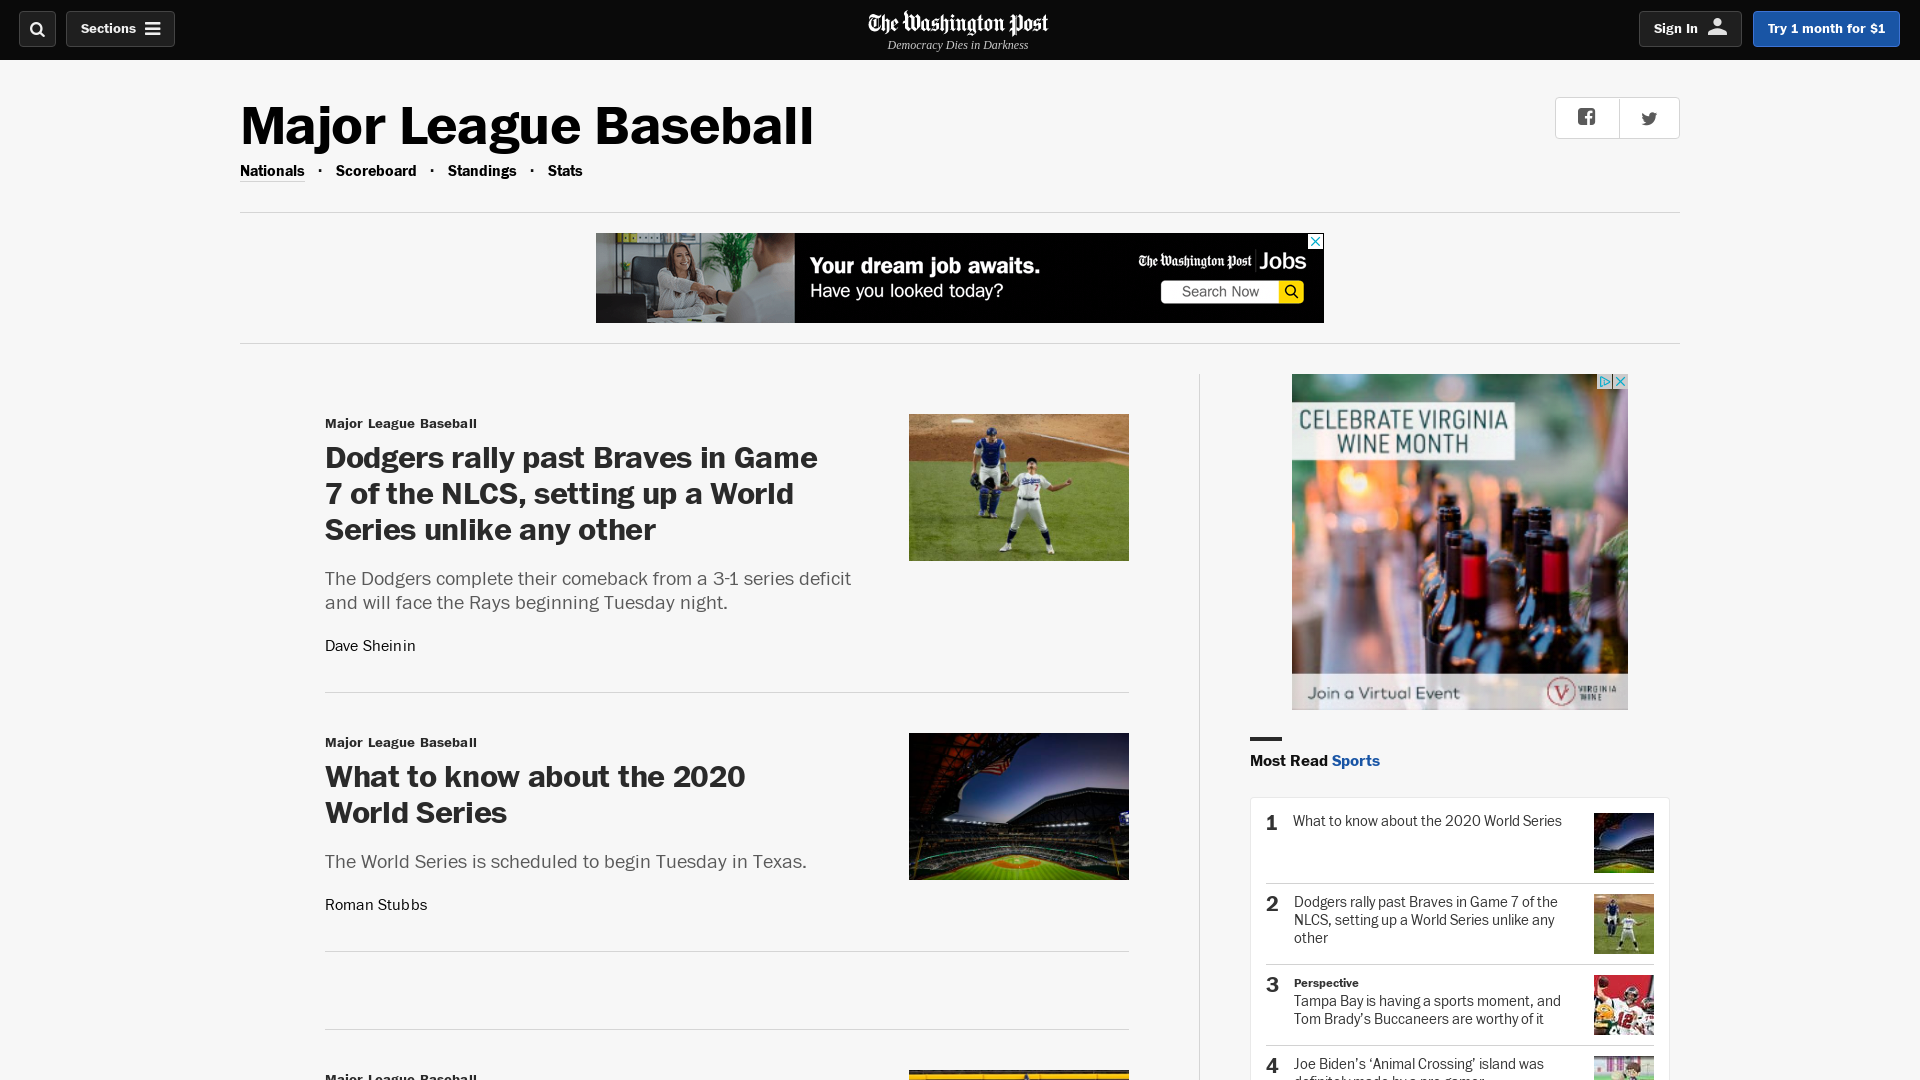 Sections
The Washington Post
Democracy Dies in Darkness
Sign In
Try 1 month for $1
Major League Baseball
Nationals · Scoreboard · Standings · Stats
Your dream job awaits.
Have you looked today?
The Washington Post Jobs
Search Now
Major League Baseball
Dodgers rally past Braves in Game
7 of the NLCS, setting up a World
Series unlike any other
The Dodgers complete their comeback from a 3-1 series deficit
and will face the Rays beginning Tuesday night.
Dave Sheinin
Major League Baseball
What to know about the 2020
World Series
The World Series is scheduled to begin Tuesday in Texas.
Roman Stubbs
Major League Baseball
CELEBRATE VIRGINIA
WINE MONTH
Join a Virtual Event
VIRGINIA
WINE
Most Read Sports
1 What to know about the 2020 World Series
2 Dodgers rally past Braves in Game 7 of the
NLCS, setting up a World Series unlike any
other
3 Perspective
Tampa Bay is having a sports moment, and
Tom Brady’s Buccaneers are worthy of it
12
4 Joe Biden’s ‘Animal Crossing’ island was
definitely made by a pro gamer